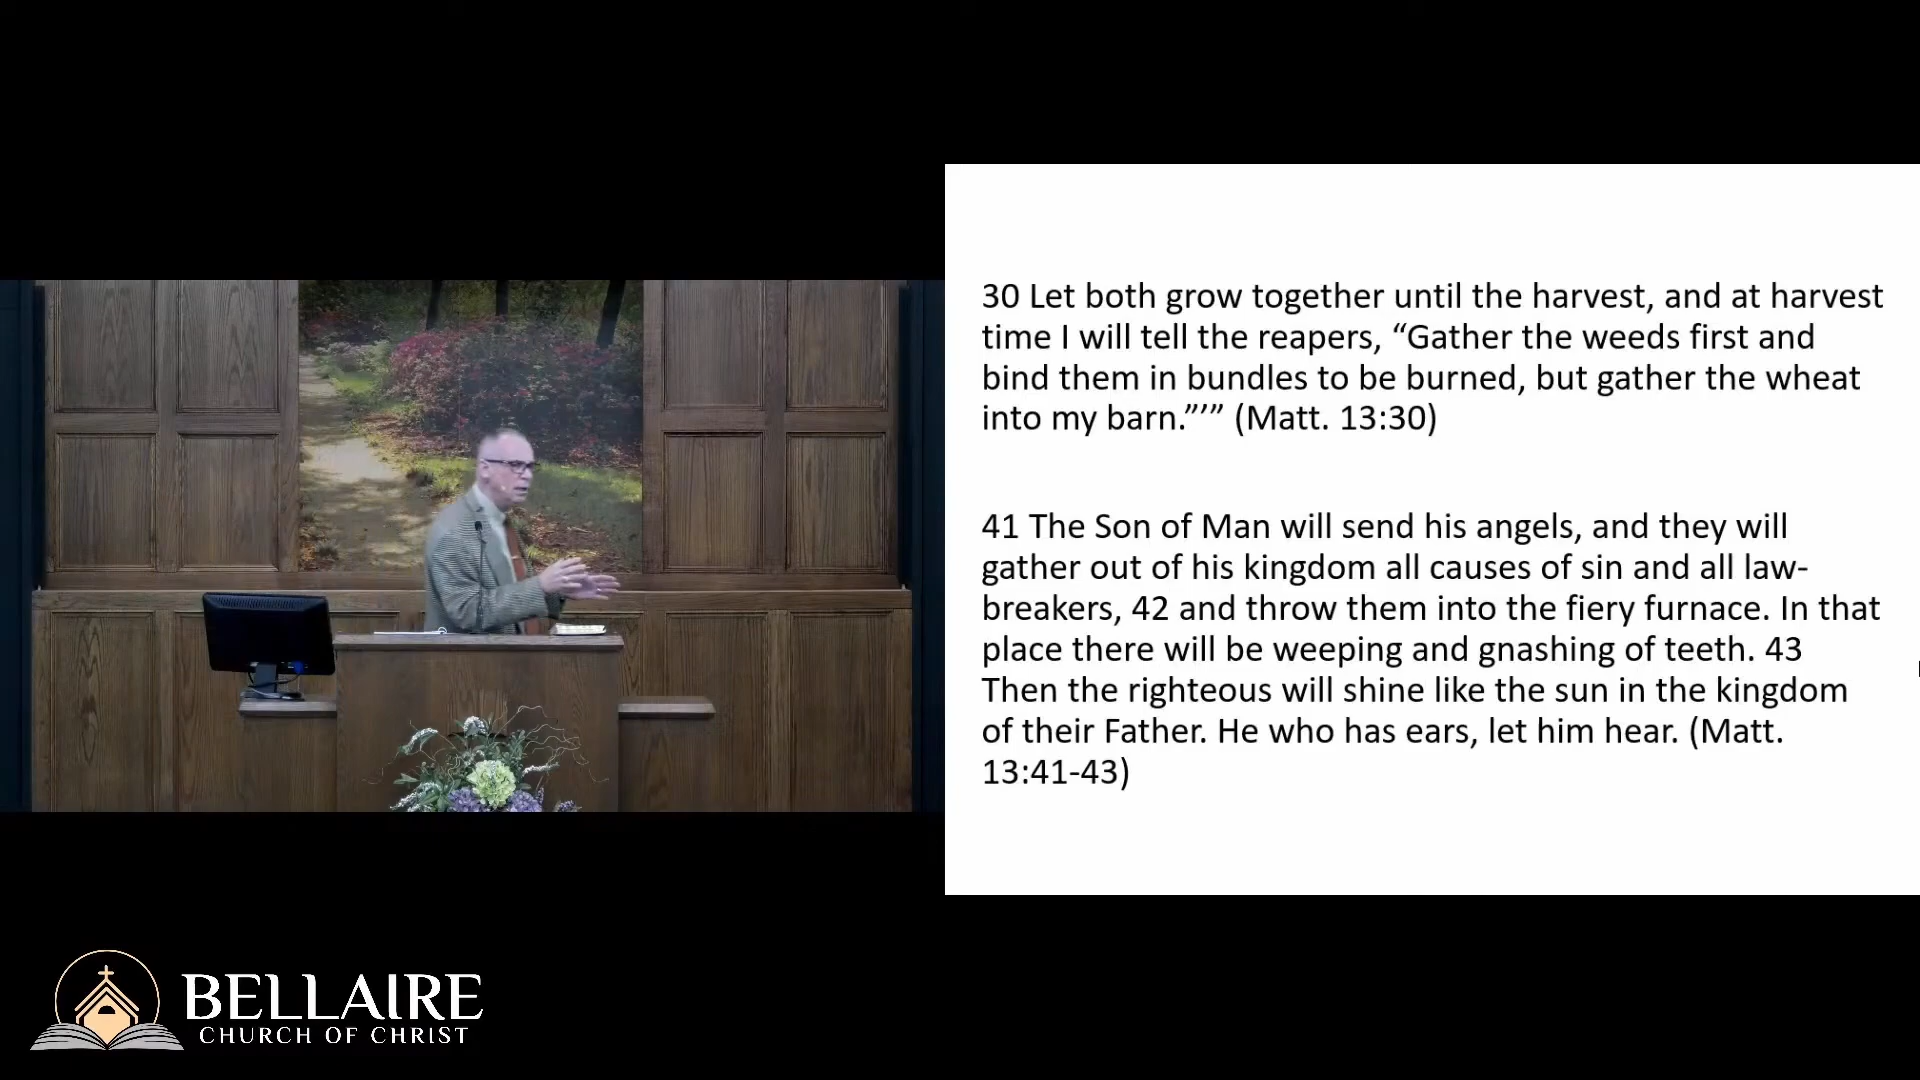 30 Let both grow together until the harvest, and at harvest
time I will tell the reapers, “Gather the weeds first and
bind them in bundles to be burned, but gather the wheat
into my barn.”’” (Matt. 13:30)
41 The Son of Man will send his angels, and they will
gather out of his kingdom all causes of sin and all law-
breakers, 42 and throw them into the fiery furnace. In that
place there will be weeping and gnashing of teeth. 43
Then the righteous will shine like the sun in the kingdom
of their Father. He who has ears, let him hear. (Matt.
13:41-43)
BELLAIRE
CHURCH OF CHRIST